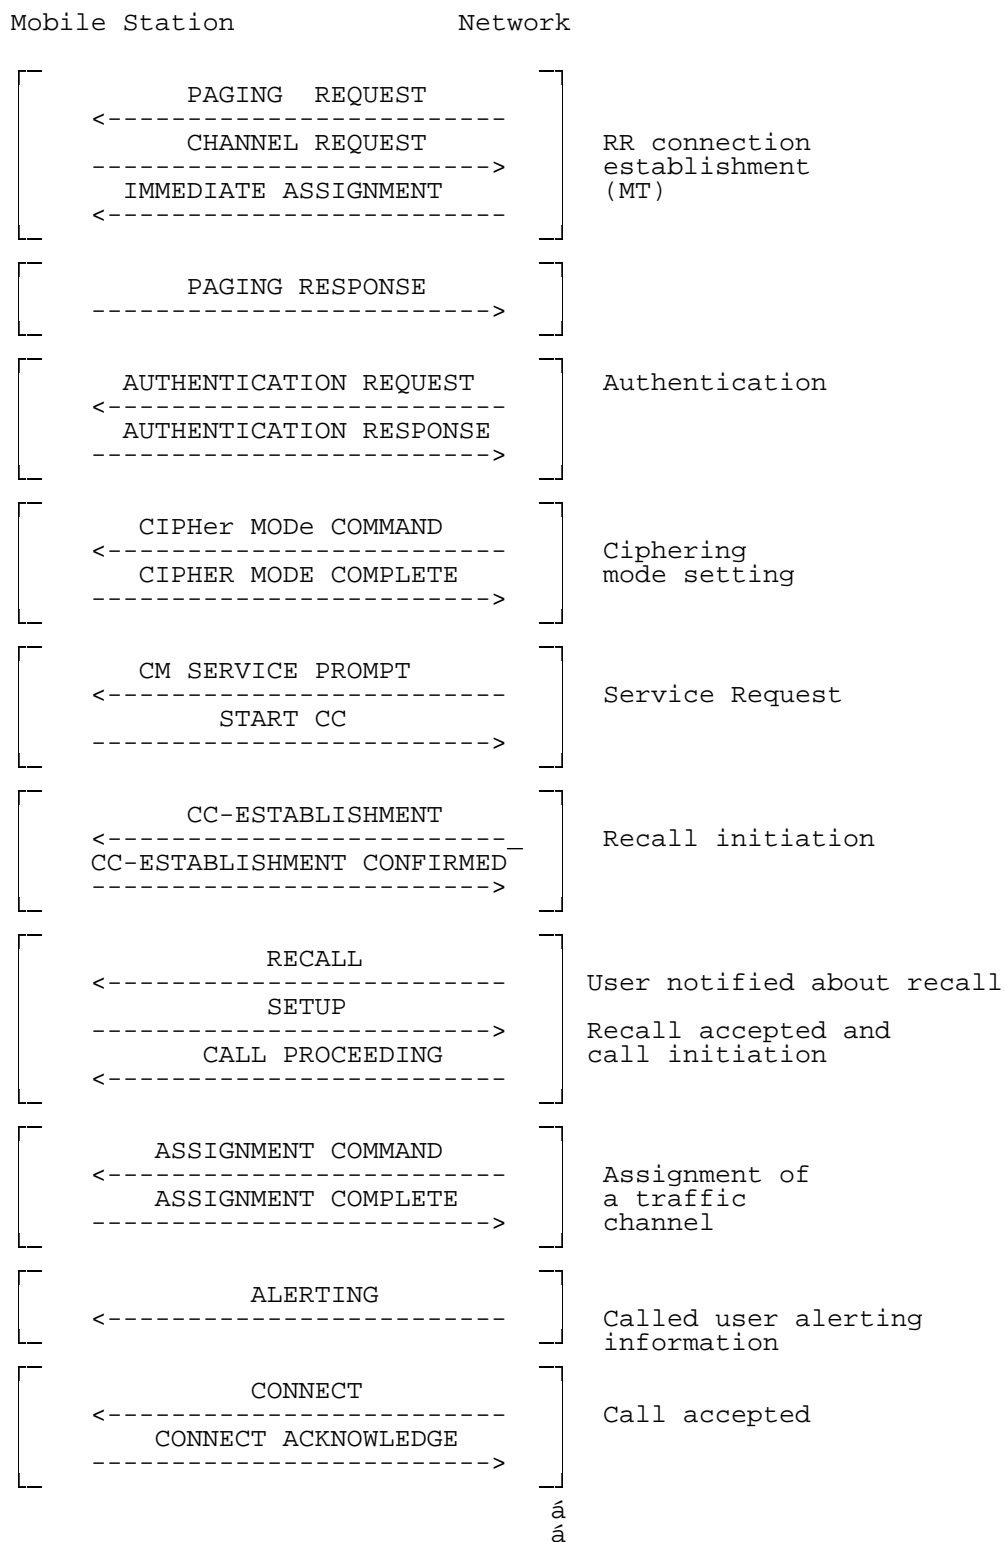 Mobile Station Network
PAGING  REQUEST
<--------------------------
CHANNEL REQUEST
RR connection
------------------------->
establishment
IMMEDIATE ASSIGNMENT
(MT)
<--------------------------
PAGING RESPONSE
------------------------->
AUTHENTICATION REQUEST
Authentication
<--------------------------
AUTHENTICATION RESPONSE
------------------------->
CIPHer MODe COMMAND
<--------------------------
Ciphering
CIPHER MODE COMPLETE
mode setting
------------------------->
CM SERVICE PROMPT
<--------------------------
Service Request
START CC
------------------------->
CC-ESTABLISHMENT
<--------------------------_
Recall initiation
CC-ESTABLISHMENT CONFIRMED
------------------------->
RECALL
<--------------------------
User notified about recall
SETUP
------------------------->
Recall accepted and
CALL PROCEEDING
call initiation
<--------------------------
ASSIGNMENT COMMAND
<--------------------------
Assignment of
ASSIGNMENT COMPLETE
a traffic
------------------------->
channel
ALERTING
<--------------------------
Called user alerting
information
CONNECT
<--------------------------
Call accepted
CONNECT ACKNOWLEDGE
------------------------->
á
á